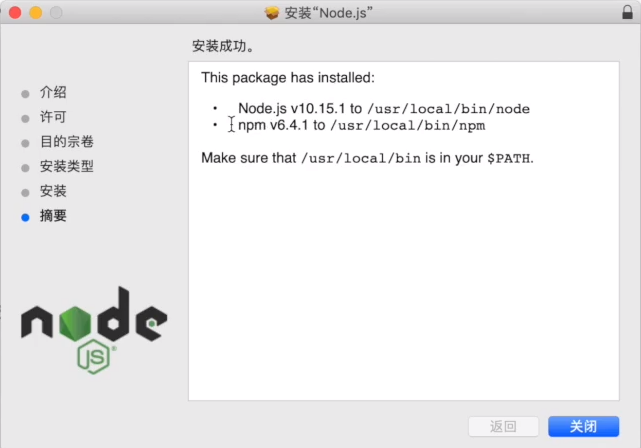 安装“Node.js”
安装成功。
介绍
许可
目的宗卷
安装类型
安装
摘要
This package has installed:
• Node.js v10.15.1 to /usr/local/bin/node
• npm v6.4.1 to /usr/local/bin/npm
Make sure that /usr/local/bin is in your $PATH.
node
JS
返回
关闭